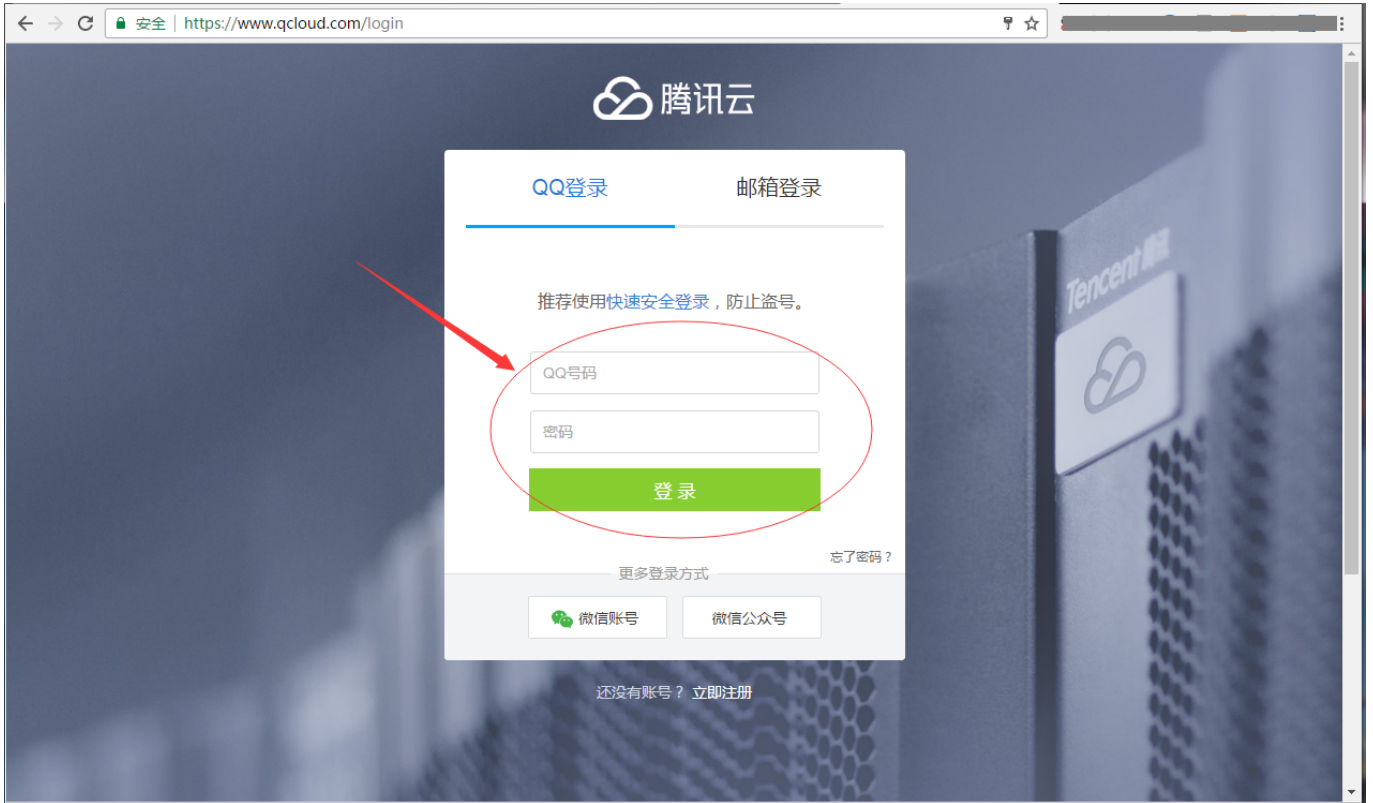 安全 https://www.qcloud.com/login
腾讯云
QQ登录 邮箱登录
推荐使用快速安全登录，防止盗号。
Tencent 腾讯
QQ号码
密码
登 录
忘了密码？
更多登录方式
微信账号 微信公众号
还没有账号？ 立即注册